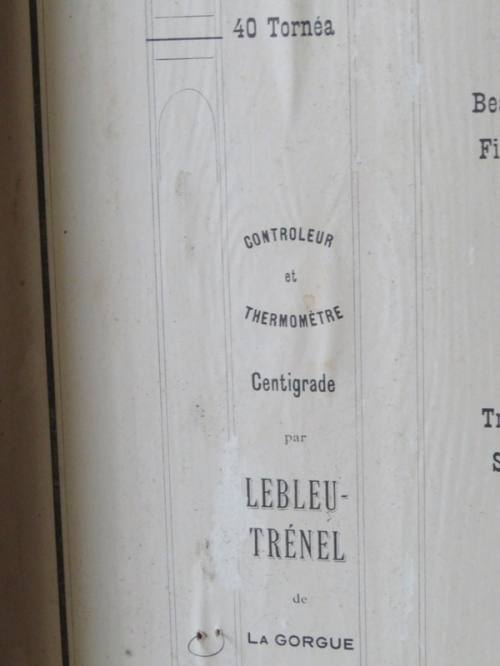 40 Tornéa
CONTROLEUR
et
THERMOMÈTRE
Centigrade
par
LEBLEU-
TRÉNEL
de
LA GORGUE